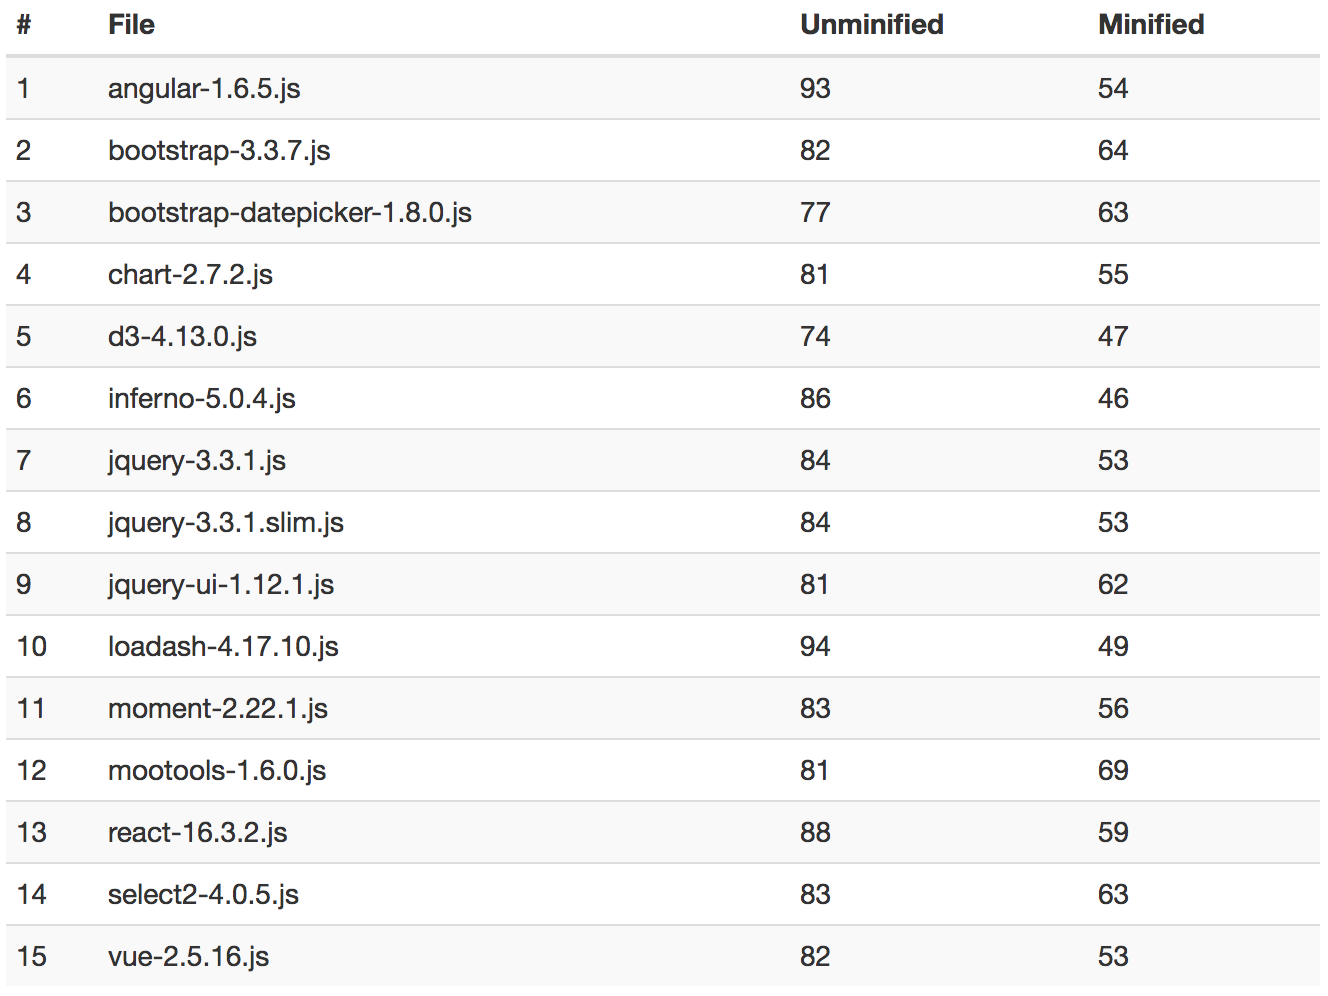 # File Unminified Minified
1 angular-1.6.5.js 93 54
2 bootstrap-3.3.7.js 82 64
3 bootstrap-datepicker-1.8.0.js 77 63
4 chart-2.7.2.js 81 55
5 d3-4.13.0.js 74 47
6 inferno-5.0.4.js 86 46
7 jquery-3.3.1.js 84 53
8 jquery-3.3.1.slim.js 84 53
9 jquery-ui-1.12.1.js 81 62
10 loadash-4.17.10.js 94 49
11 moment-2.22.1.js 83 56
12 mootools-1.6.0.js 81 69
13 react-16.3.2.js 88 59
14 select2-4.0.5.js 83 63
15 vue-2.5.16.js 82 53